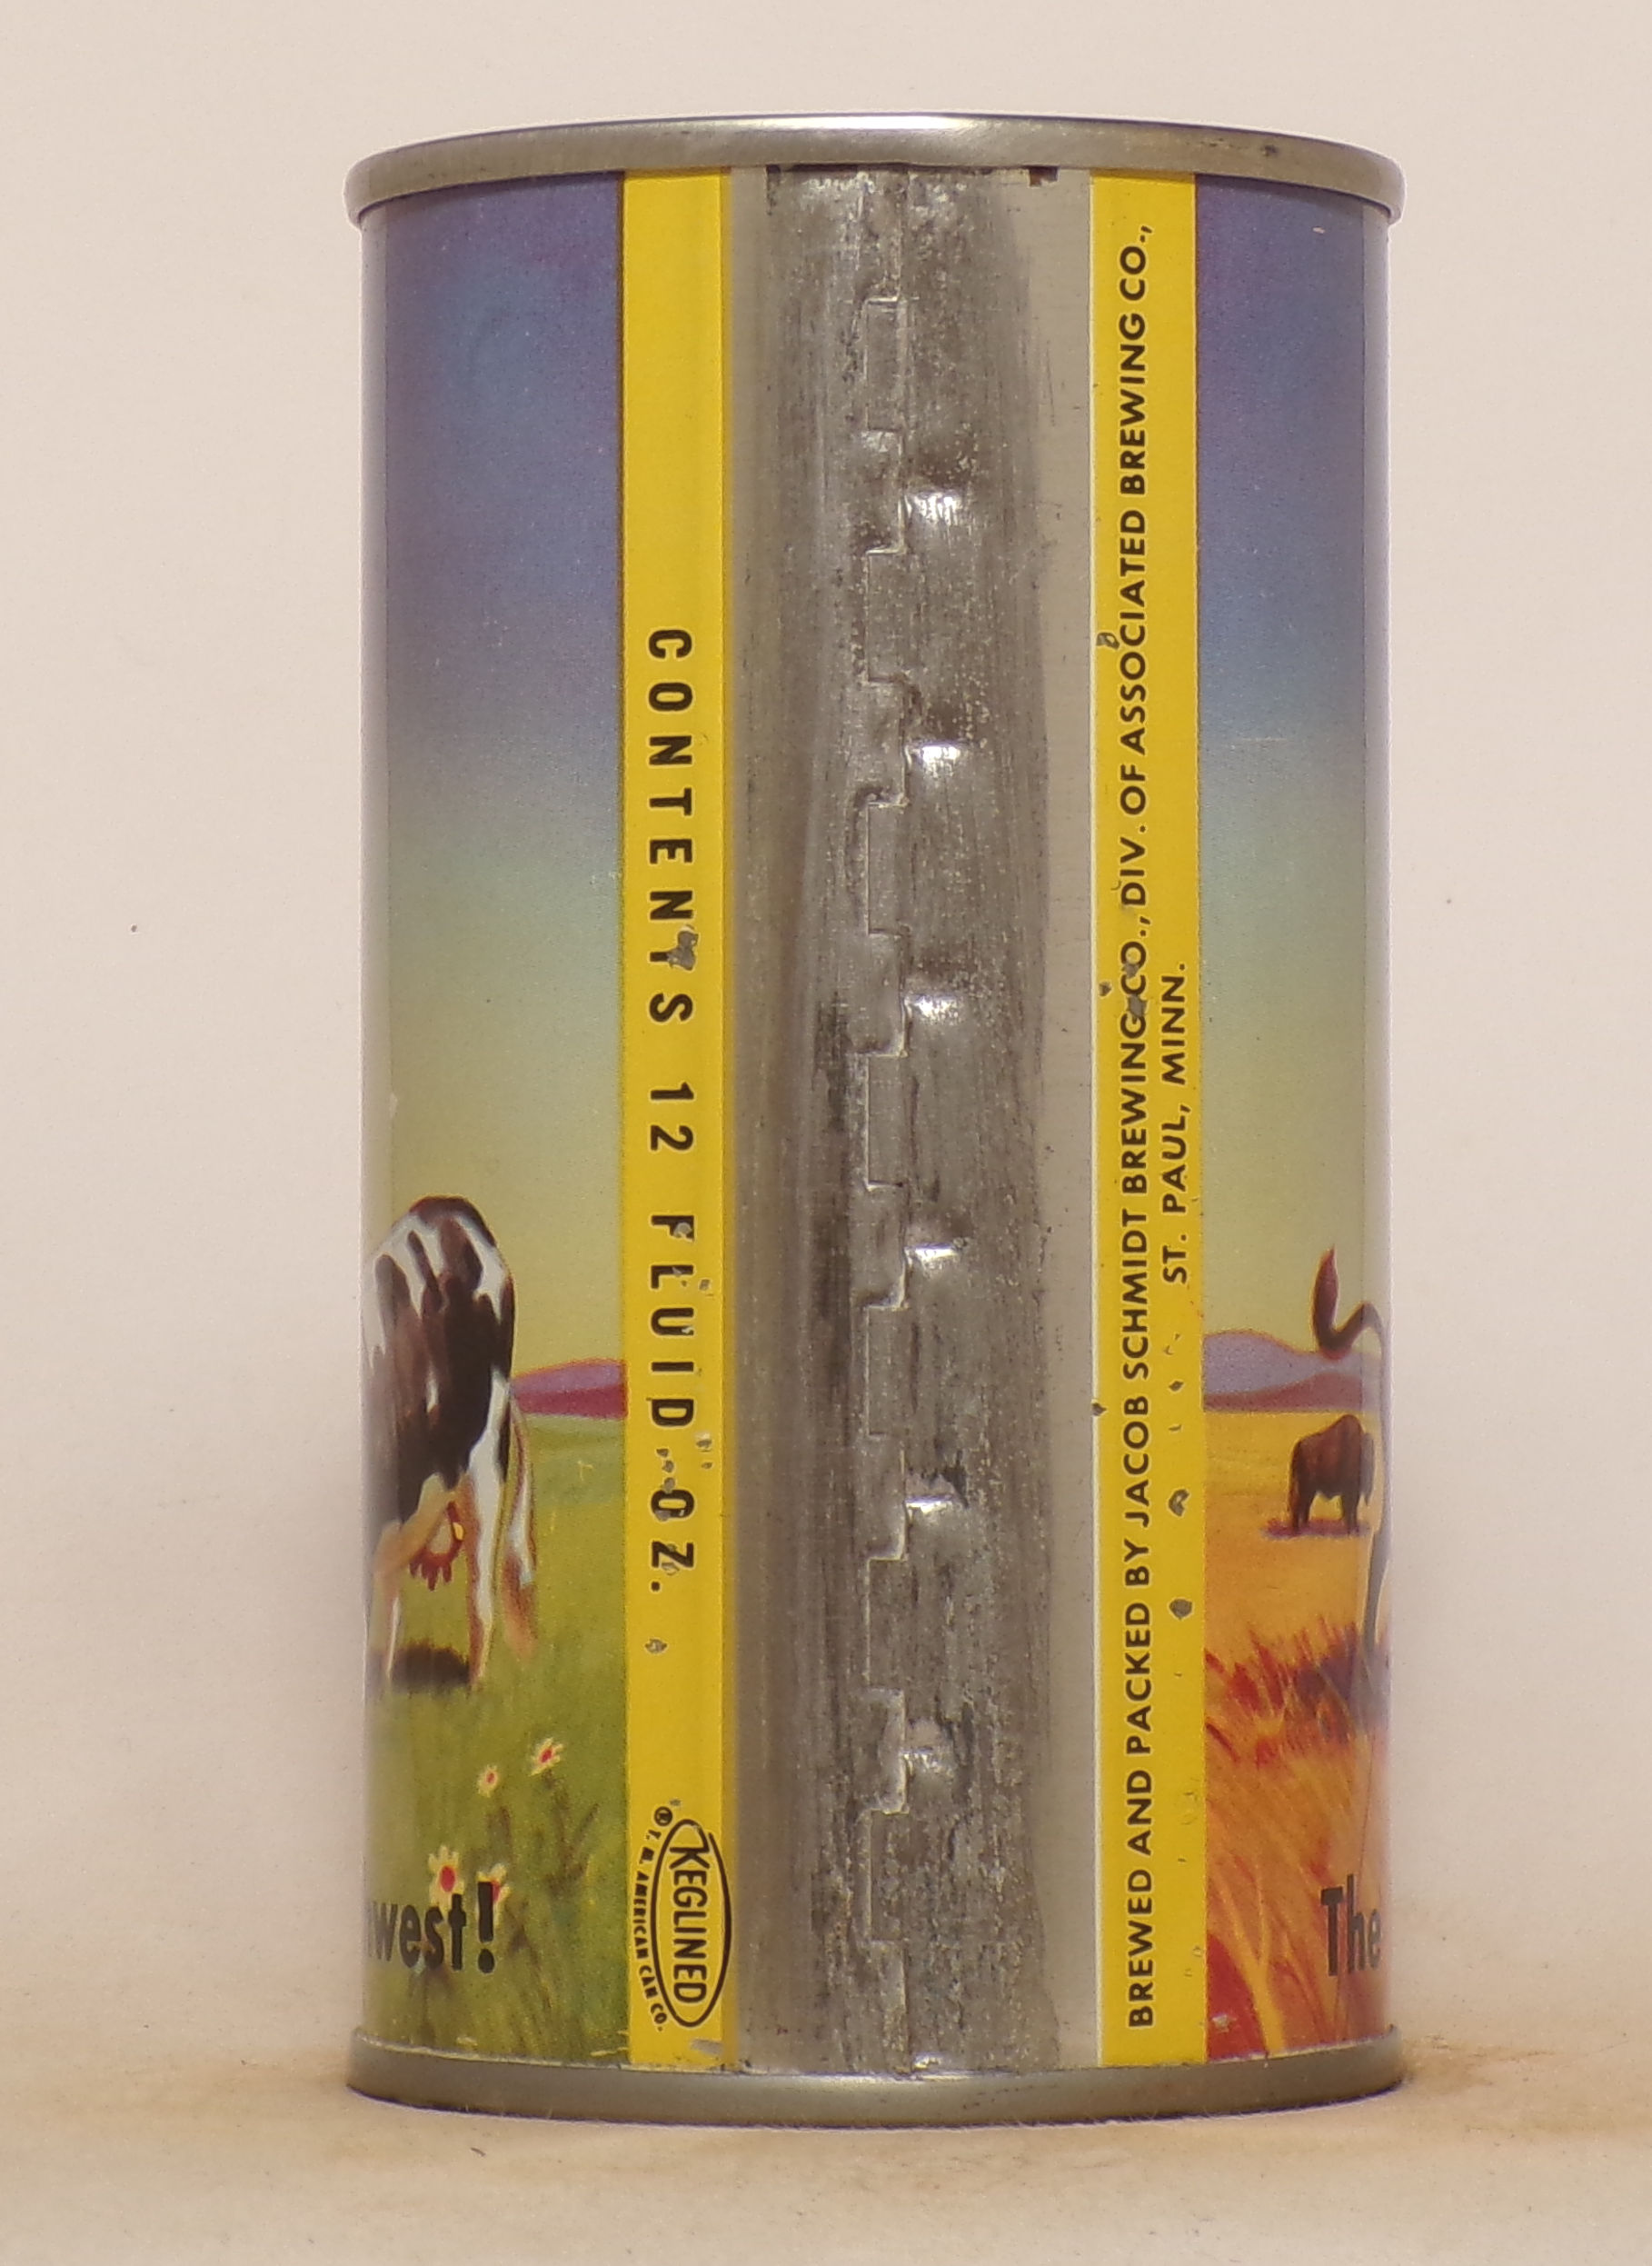 CONTENTS 12 FLUID OZ.
KEGLINED
® T. M. AMERICAN CAN CO.
BREWED AND PACKED BY JACOB SCHMIDT BREWING CO., DIV. OF ASSOCIATED BREWING CO.,
ST. PAUL, MINN.
west!
The